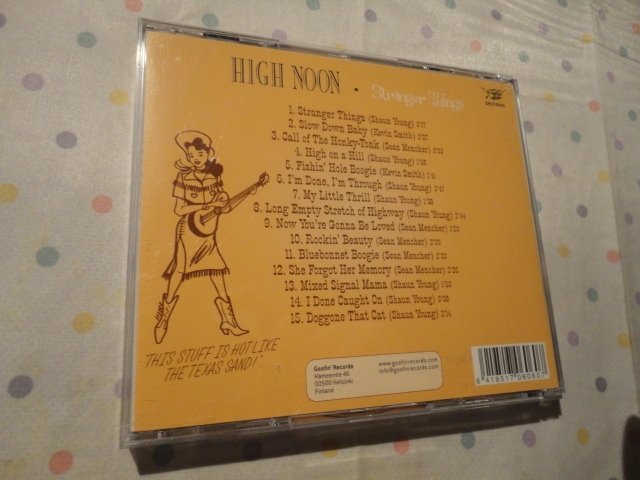 HIGH NOON · Stranger Things
1. Stranger Things (Shaun Young)
2. Slow Down Baby (Kevin Smith)
3. Call of The Honky-Tonk (Sean Mencher)
4. High on a Hill (Shaun Young)
5. Fishin' Hole Boogie (Kevin Smith)
6. I'm Done, I'm Through (Shaun Young)
7. My Little Thrill (Shaun Young)
8. Long Empty Stretch of Highway (Shaun Young)
9. Now You're Gonna Be Loved (Sean Mencher)
10. Rockin' Beauty (Sean Mencher)
11. Bluebonnet Boogie (Sean Mencher)
12. She Forgot Her Memory (Sean Mencher)
13. Mixed Signal Mama (Shaun Young)
14. I Done Caught On (Shaun Young)
15. Doggone That Cat (Shaun Young) 2:14
THIS STUFF IS HOT LIKE
THE TEXAS SAND!"
Goofin' Records
Hämeentie 46
00500 Helsinki
Finland
www.goofinrecords.com
info@goofinrecords.com
6 419517 060607